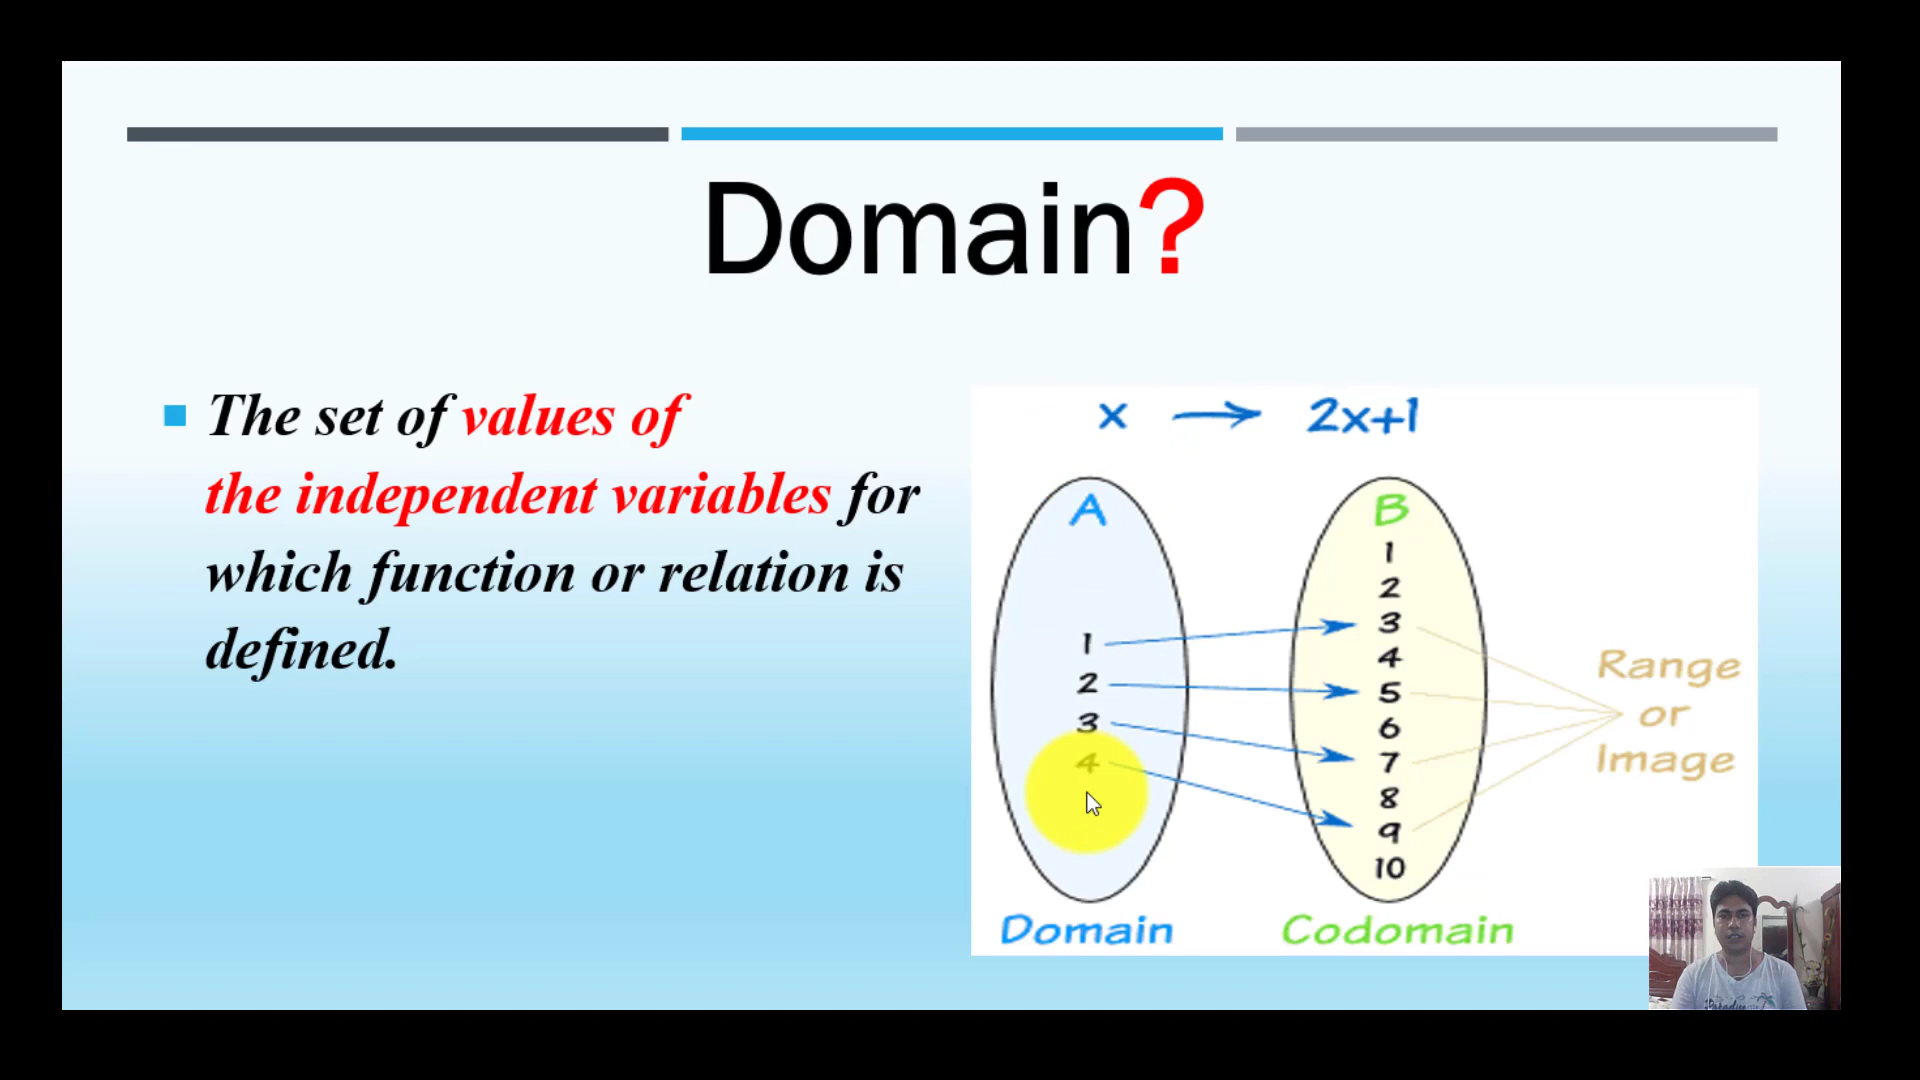 Domain?
The set of values of
the independent variables for
which function or relation is
defined.
x → 2x+1
A
1
2
3
4
Domain
B
1
2
3
4
5
6
7
8
9
10
Codomain
Range
or
Image